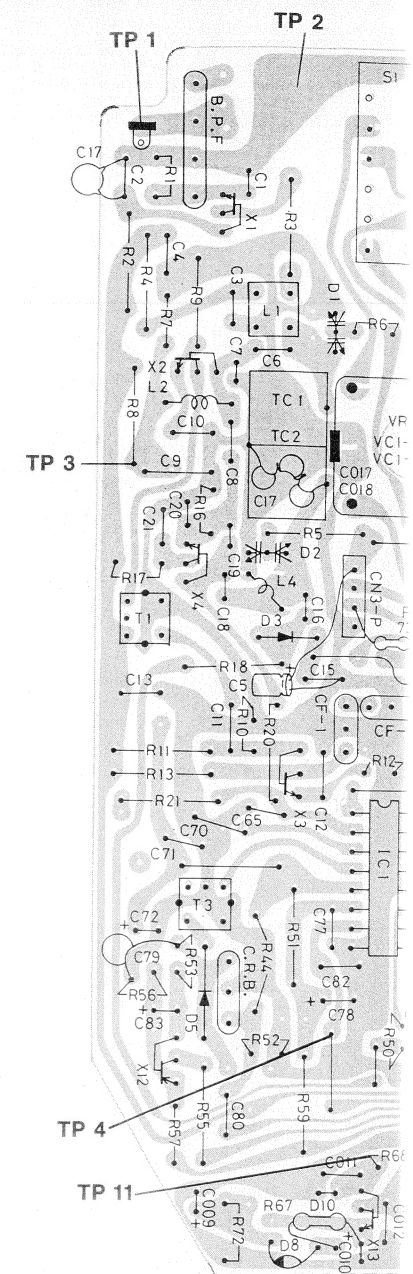 TP 2
TP 1
S1
B.P.F
C17
C2
R1
C1
X1
R3
R2
R4
C4
R7
R9
C3
L1
D1
R6
X2
C7
C6
L2
TC1
R8
C10
TC2
VR
VC1-
VC1-
TP 3
C9
C8
C17
C017
C018
R16
C20
C21
R5
C19
D2
R17
X4
L4
CN3-P
C18
C16
T1
D3
R18
C13
C5
C15
C11
R10
R20
CF-1
CF-
R11
R12
R13
X3
C12
R21
C65
C70
IC1
C71
T3
C72
R51
C77
R53
C79
R44
C.R.B.
R56
C82
C83
D5
C78
R52
R50
X12
TP 4
R57
R55
C80
R59
TP 11
C011
R68
C009
R72
R67
D10
C012
D8
C010
X13